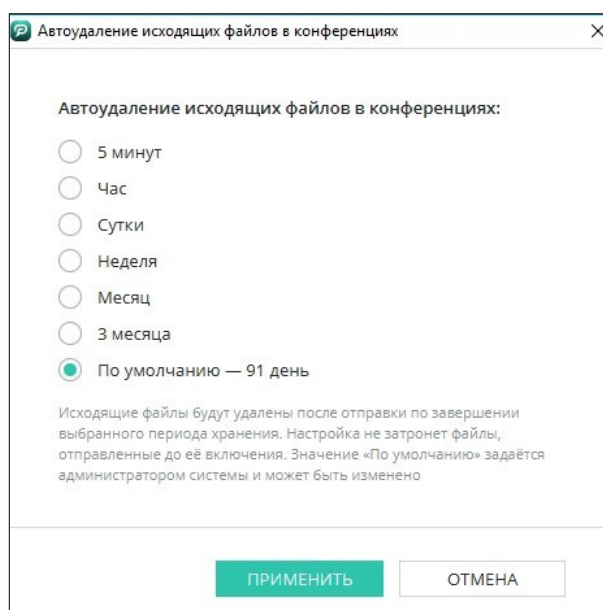 Автоудаление исходящих файлов в конференциях
Автоудаление исходящих файлов в конференциях:
5 минут
Час
Сутки
Неделя
Месяц
3 месяца
По умолчанию — 91 день
Исходящие файлы будут удалены после отправки по завершении
выбранного периода хранения. Настройка не затронет файлы,
отправленные до её включения. Значение «По умолчанию» задаётся
администратором системы и может быть изменено
ПРИМЕНИТЬ
ОТМЕНА